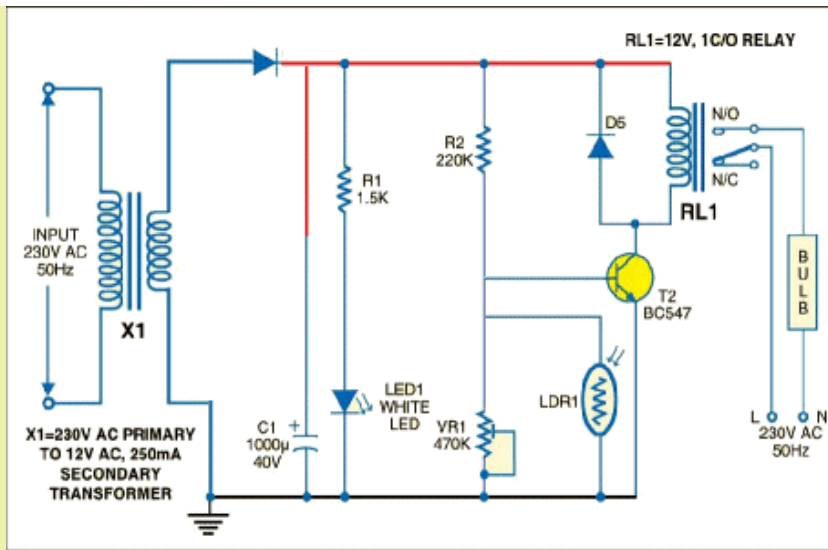 RL1=12V, 1C/O RELAY
N/O
D5
R2
220K
R1
1.5K
N/C
RL1
INPUT
230V AC
50Hz
BULB
T2
BC547
X1
LED1
WHITE
LED
LDR1
C1
1000µ
40V
+
VR1
470K
L
N
230V AC
50Hz
X1=230V AC PRIMARY
TO 12V AC, 250mA
SECONDARY
TRANSFORMER